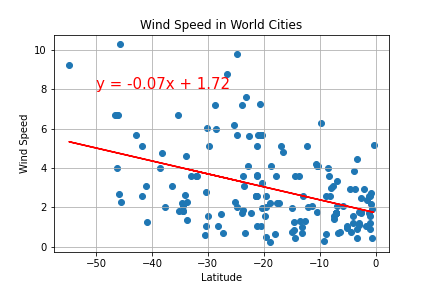 Wind Speed in World Cities
10
8
6
4
2
0
Wind Speed
y = -0.07x + 1.72
−50 −40 −30 −20 −10 0
Latitude